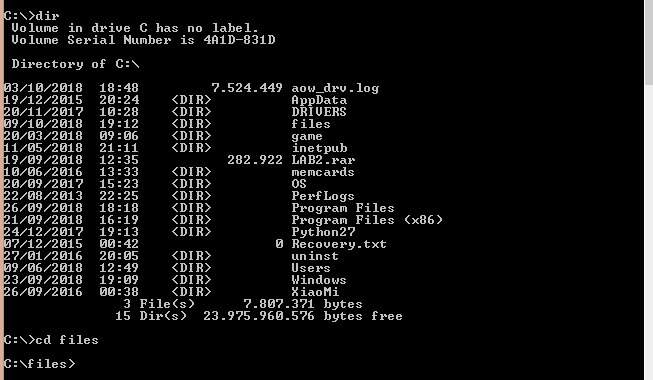 C:\>dir
 Volume in drive C has no label.
 Volume Serial Number is 4A1D-831D

 Directory of C:\

03/10/2018  18:48         7.524.449 aow_drv.log
19/12/2015  20:24    <DIR>          AppData
20/11/2017  10:28    <DIR>          DRIVERS
09/10/2018  19:12    <DIR>          files
20/03/2018  09:06    <DIR>          game
11/05/2018  21:11    <DIR>          inetpub
19/09/2018  12:35           282.922 LAB2.rar
10/06/2016  13:33    <DIR>          memcards
20/09/2017  15:23    <DIR>          OS
22/08/2013  22:25    <DIR>          PerfLogs
26/09/2018  18:18    <DIR>          Program Files
21/09/2018  16:19    <DIR>          Program Files (x86)
24/12/2017  19:13    <DIR>          Python27
07/12/2015  00:42                 0 Recovery.txt
27/01/2016  20:05    <DIR>          uninst
09/06/2018  12:49    <DIR>          Users
23/09/2018  19:09    <DIR>          Windows
26/09/2016  00:38    <DIR>          XiaoMi
               3 File(s)      7.807.371 bytes
              15 Dir(s)  23.975.960.576 bytes free

C:\>cd files

C:\files>